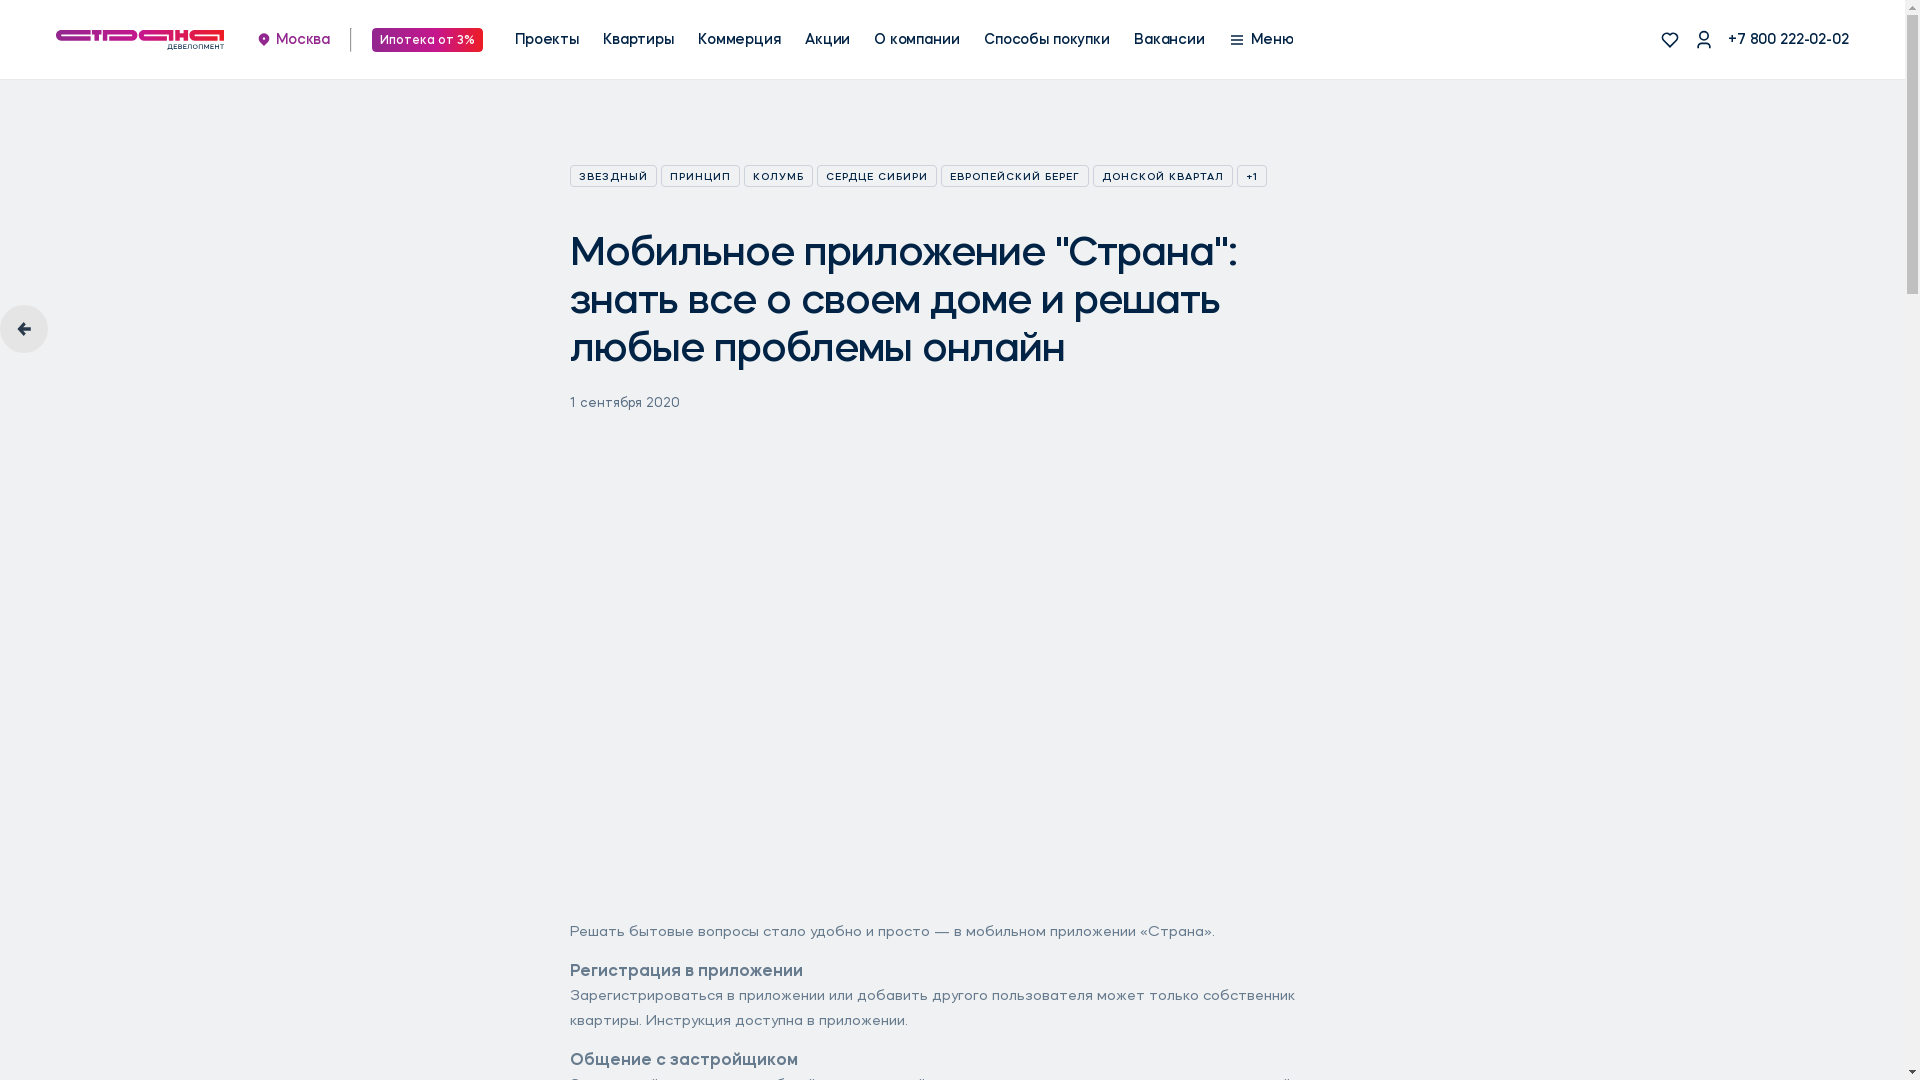 страна
ДЕВЕЛОПМЕНТ
Москва
Ипотека от 3%
Проекты
Квартиры
Коммерция
Акции
О компании
Способы покупки
Вакансии
Меню
+7 800 222-02-02
ЗВЕЗДНЫЙ
ПРИНЦИП
КОЛУМБ
СЕРДЦЕ СИБИРИ
ЕВРОПЕЙСКИЙ БЕРЕГ
ДОНСКОЙ КВАРТАЛ
+1
Мобильное приложение "Страна":
знать все о своем доме и решать
любые проблемы онлайн
1 сентября 2020
Решать бытовые вопросы стало удобно и просто — в мобильном приложении «Страна».
Регистрация в приложении
Зарегистрироваться в приложении или добавить другого пользователя может только собственник
квартиры. Инструкция доступна в приложении.
Общение с застройщиком